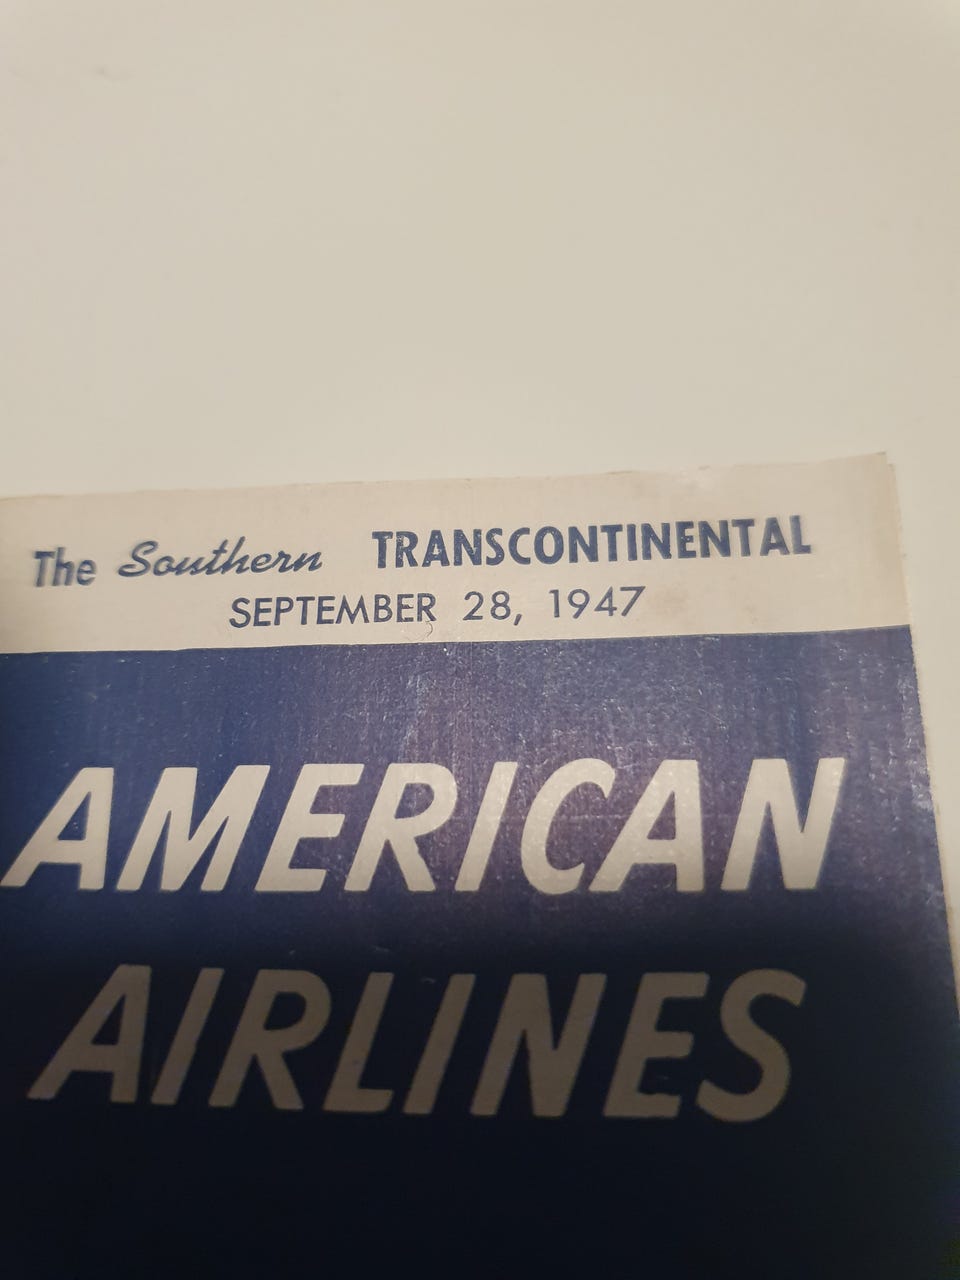 The Southern TRANSCONTINENTAL
SEPTEMBER 28, 1947
AMERICAN
AIRLINES